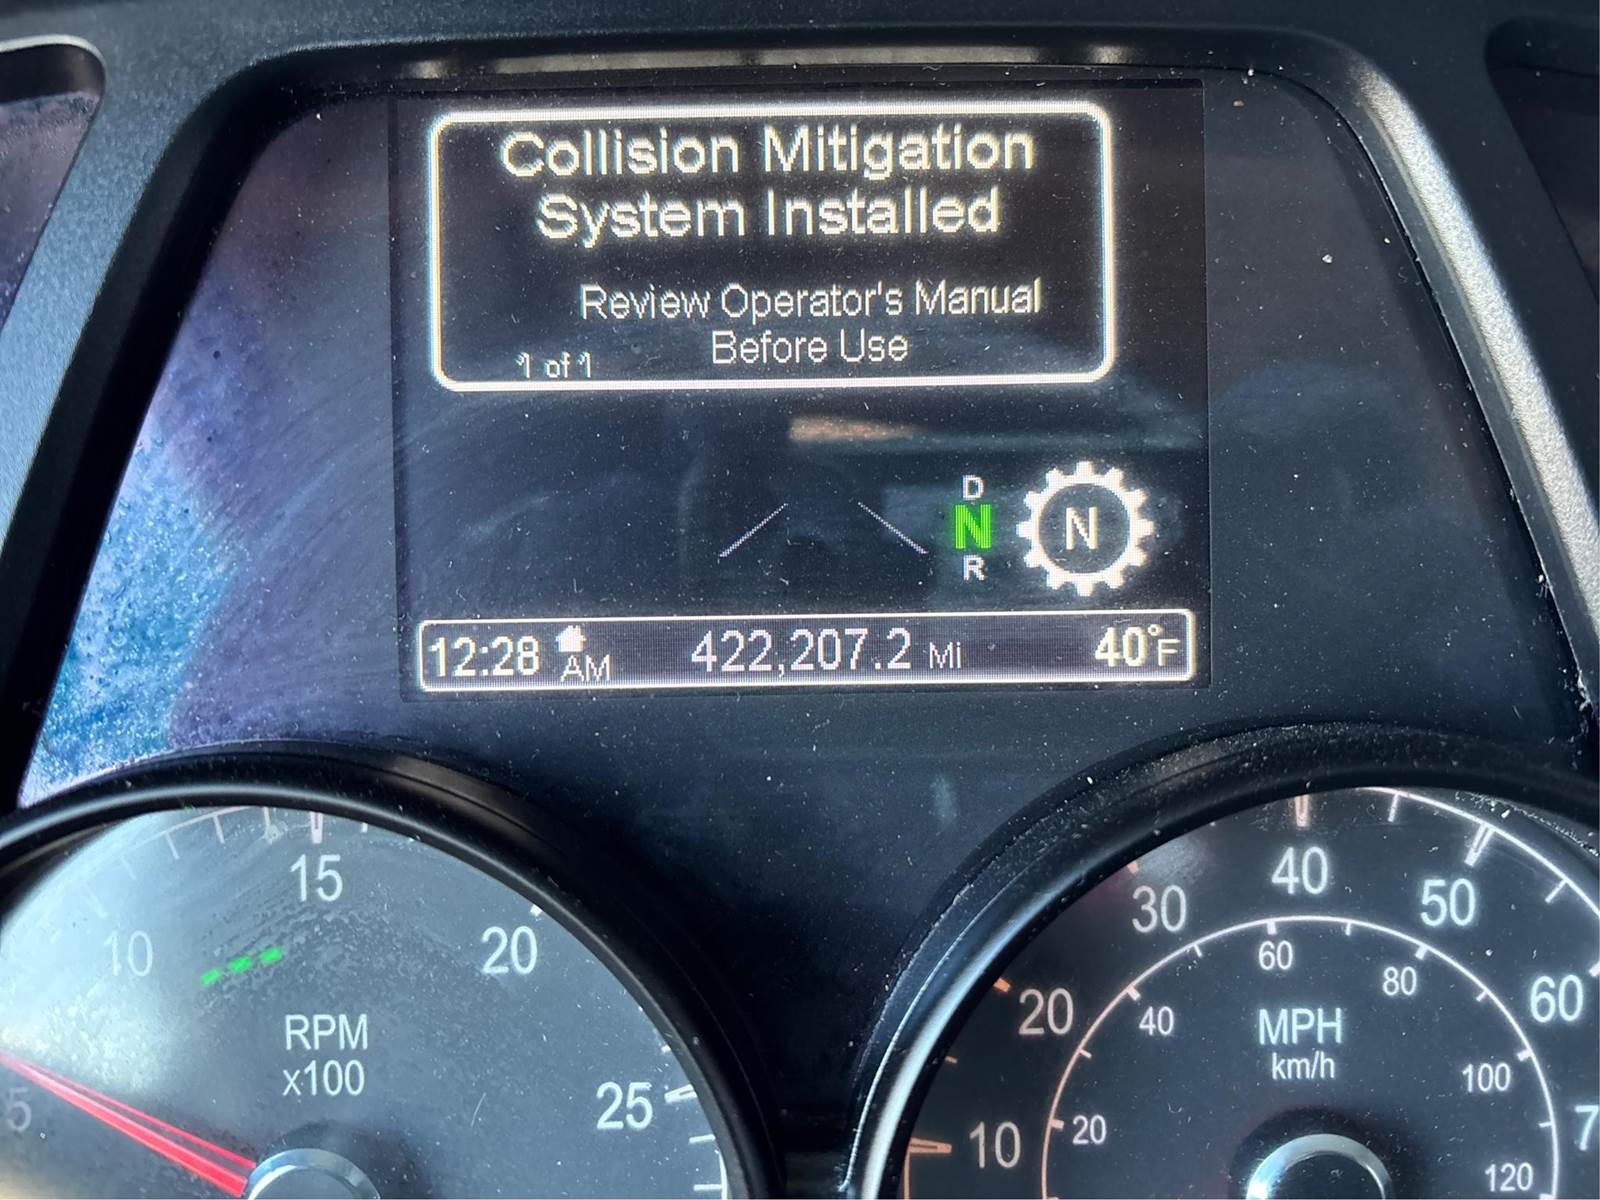 Collision Mitigation
System Installed
Review Operator's Manual
Before Use
1 of 1
D
N
R
N
12:28 AM
422,207.2 Mi
40°F
5
10
15
20
25
RPM
x100
10
20
30
40
50
60
7
20
40
60
80
100
120
MPH
km/h